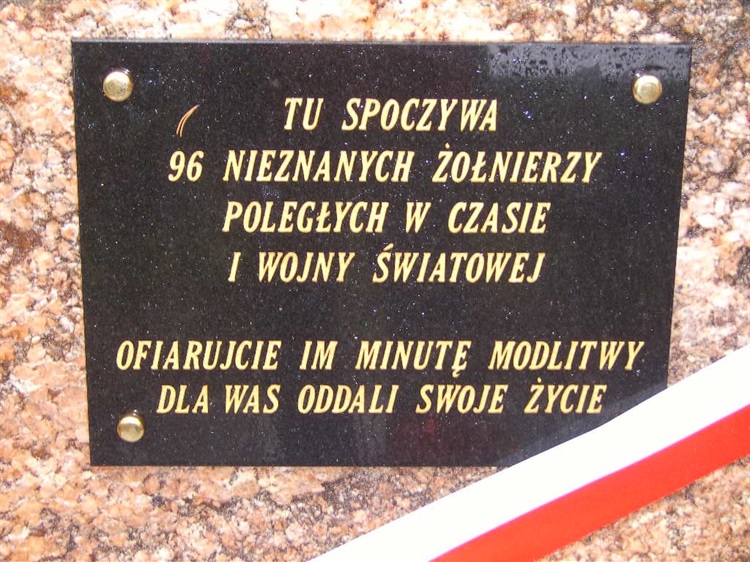 TU SPOCZYWA
96 NIEZNANYCH ŻOŁNIERZY
POLEGŁYCH W CZASIE
I WOJNY ŚWIATOWEJ
OFIARUJCIE IM MINUTĘ MODLITWY
DLA WAS ODDALI SWOJE ŻYCIE